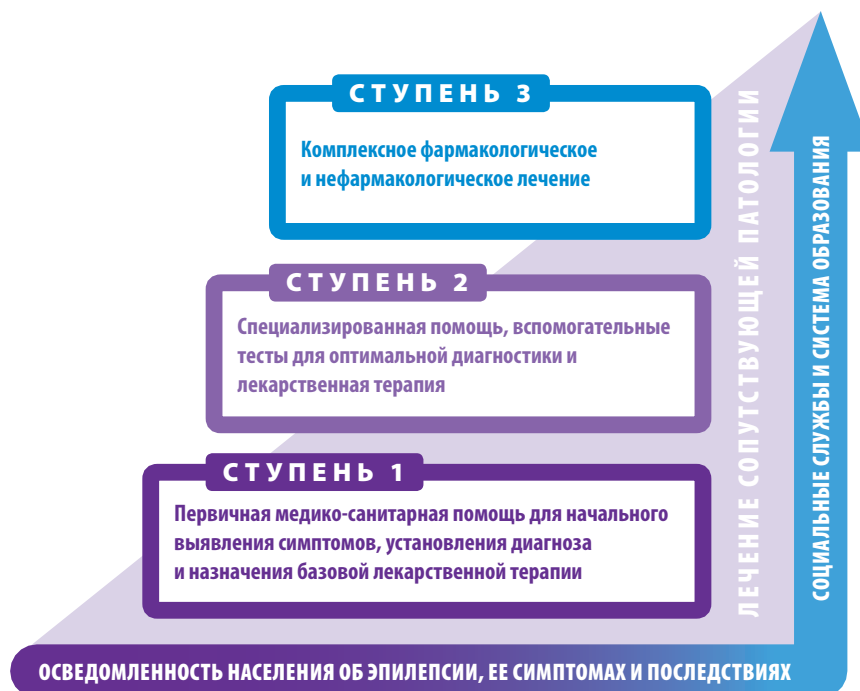 СТУПЕНЬ 3
Комплексное фармакологическое
и нефармакологическое лечение
СТУПЕНЬ 2
Специализированная помощь, вспомогательные
тесты для оптимальной диагностики и
лекарственная терапия
СТУПЕНЬ 1
Первичная медико-санитарная помощь для начального
выявления симптомов, установления диагноза
и назначения базовой лекарственной терапии
ЛЕЧЕНИЕ СОПУТСТВУЮЩЕЙ ПАТОЛОГИИ
СОЦИАЛЬНЫЕ СЛУЖБЫ И СИСТЕМА ОБРАЗОВАНИЯ
ОСВЕДОМЛЕННОСТЬ НАСЕЛЕНИЯ ОБ ЭПИЛЕПСИИ, ЕЕ СИМПТОМАХ И ПОСЛЕДСТВИЯХ